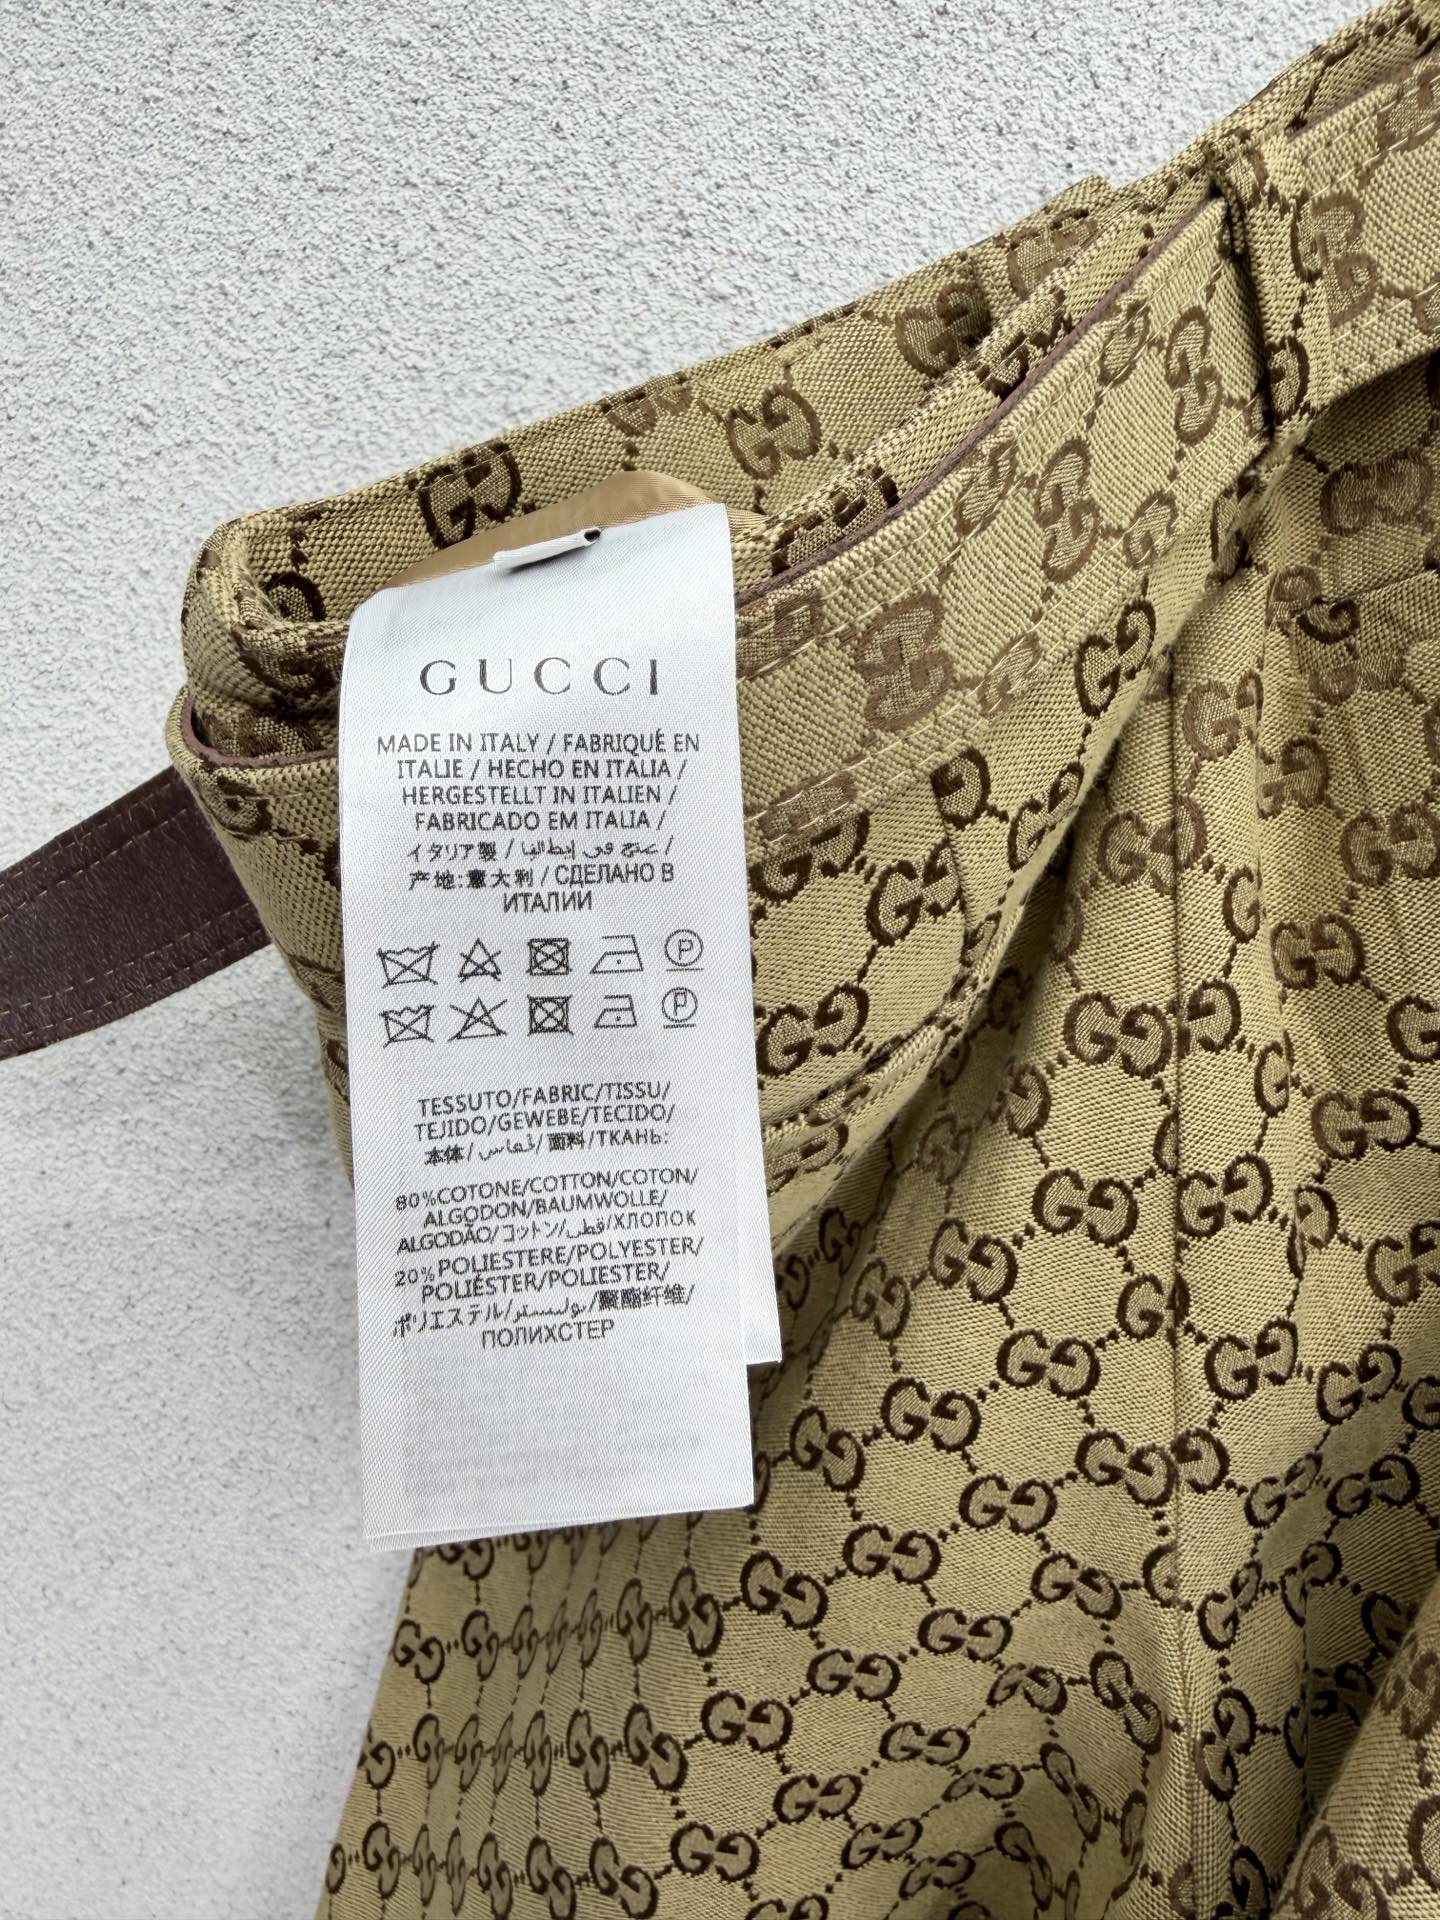 GUCCI
MADE IN ITALY / FABRIQUÉ EN
ITALIE / HECHO EN ITALIA /
HERGESTELLT IN ITALIEN /
FABRICADO EM ITALIA /
イタリア製 / صنع في إيطاليا /
产地:意大利 / СДЕЛАНО В
ИТАЛИИ
P
P
TESSUTO/FABRIC/TISSU/
TEJIDO/GEWEBE/TECIDO/
本体/قماش/面料/ТКАНЬ:
80%COTONE/COTTON/COTON/
ALGODON/BAUMWOLLE/
ALGODÃO/コットン/قطن/ХЛОПОК
20%POLIESTERE/POLYESTER/
POLIÉSTER/POLIESTER/
ポリエステル/بوليستر/聚酯纤维/
ПОЛИХСТЕР